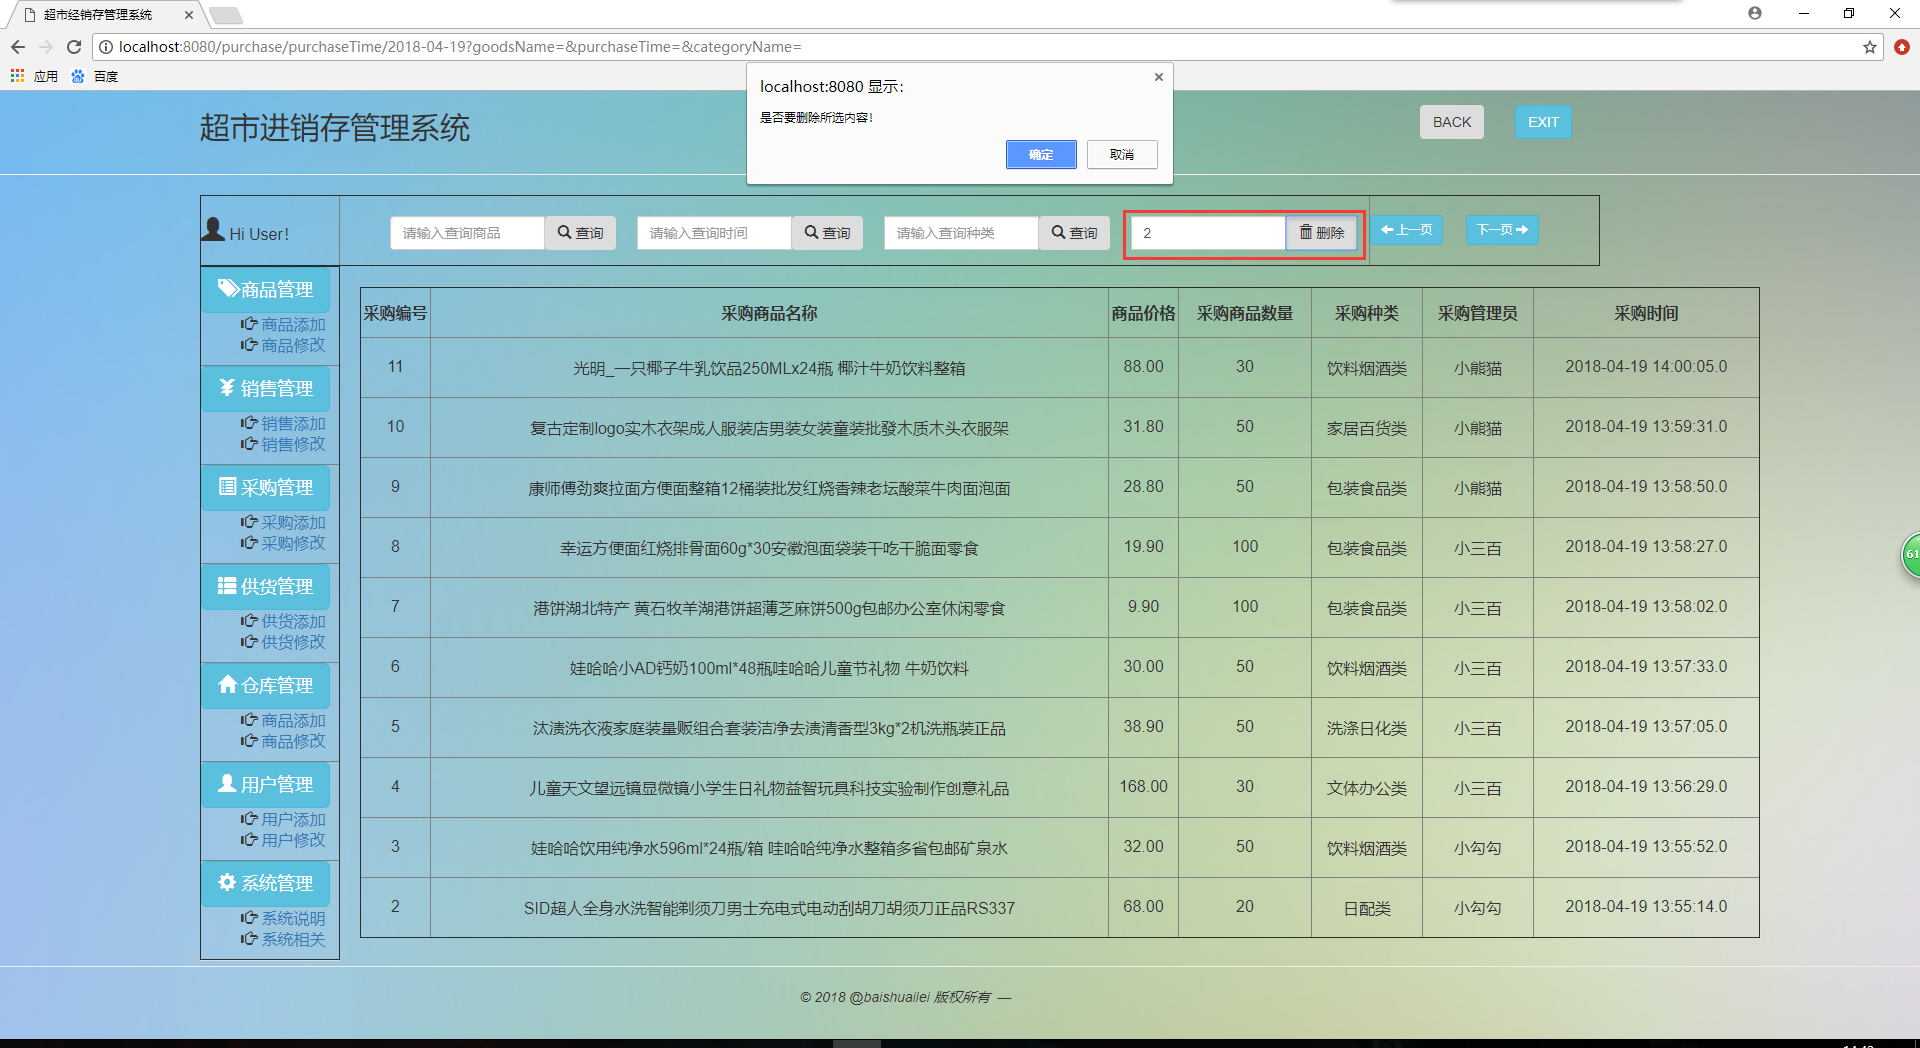 超市经销存管理系统
localhost:8080/purchase/purchaseTime/2018-04-19?goodsName=&purchaseTime=&categoryName=
应用 百度
localhost:8080 显示：
是否要删除所选内容！
确定 取消
超市进销存管理系统
BACK EXIT
Hi User!
请输入查询商品 查询 请输入查询时间 查询 请输入查询种类 查询 2 删除 上一页 下一页
商品管理
商品添加
商品修改
销售管理
销售添加
销售修改
采购管理
采购添加
采购修改
供货管理
供货添加
供货修改
仓库管理
商品添加
商品修改
用户管理
用户添加
用户修改
系统管理
系统说明
系统相关
采购编号 采购商品名称 商品价格 采购商品数量 采购种类 采购管理员 采购时间
11 光明_一只椰子牛乳饮品250MLx24瓶 椰汁牛奶饮料整箱 88.00 30 饮料烟酒类 小熊猫 2018-04-19 14:00:05.0
10 复古定制logo实木衣架成人服装店男装女装童装批發木质木头衣服架 31.80 50 家居百货类 小熊猫 2018-04-19 13:59:31.0
9 康师傅劲爽拉面方便面整箱12桶装批发红烧香辣老坛酸菜牛肉面泡面 28.80 50 包装食品类 小熊猫 2018-04-19 13:58:50.0
8 幸运方便面红烧排骨面60g*30安徽泡面袋装干吃干脆面零食 19.90 100 包装食品类 小三百 2018-04-19 13:58:27.0
7 港饼湖北特产 黄石牧羊湖港饼超薄芝麻饼500g包邮办公室休闲零食 9.90 100 包装食品类 小三百 2018-04-19 13:58:02.0
6 娃哈哈小AD钙奶100ml*48瓶哇哈哈儿童节礼物 牛奶饮料 30.00 50 饮料烟酒类 小三百 2018-04-19 13:57:33.0
5 汰渍洗衣液家庭装量贩组合套装洁净去渍清香型3kg*2机洗瓶装正品 38.90 50 洗涤日化类 小三百 2018-04-19 13:57:05.0
4 儿童天文望远镜显微镜小学生日礼物益智玩具科技实验制作创意礼品 168.00 30 文体办公类 小三百 2018-04-19 13:56:29.0
3 娃哈哈饮用纯净水596ml*24瓶/箱 哇哈哈纯净水整箱多省包邮矿泉水 32.00 50 饮料烟酒类 小勾勾 2018-04-19 13:55:52.0
2 SID超人全身水洗智能剃须刀男士充电式电动刮胡刀胡须刀正品RS337 68.00 20 日配类 小勾勾 2018-04-19 13:55:14.0
61
© 2018 @baishuailei 版权所有 —